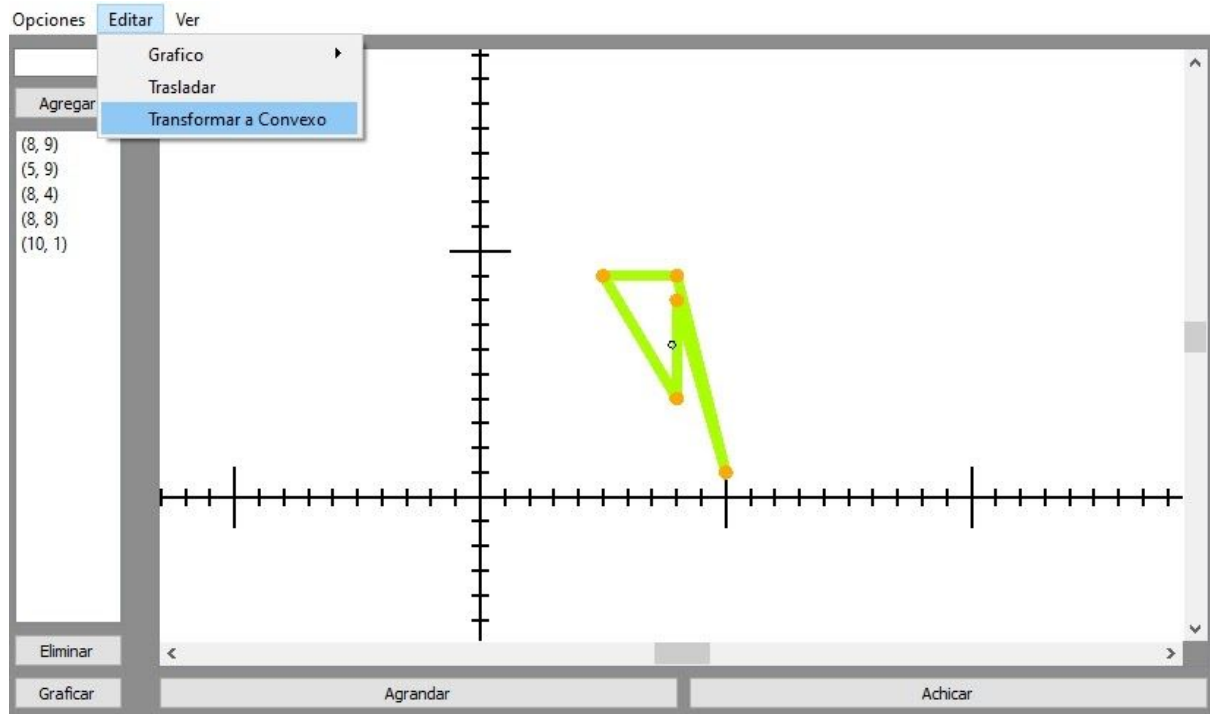 Opciones Editar Ver
Grafico
Trasladar
Agregar
Transformar a Convexo
(8, 9)
(5, 9)
(8, 4)
(8, 8)
(10, 1)
Eliminar
Graficar Agrandar Achicar